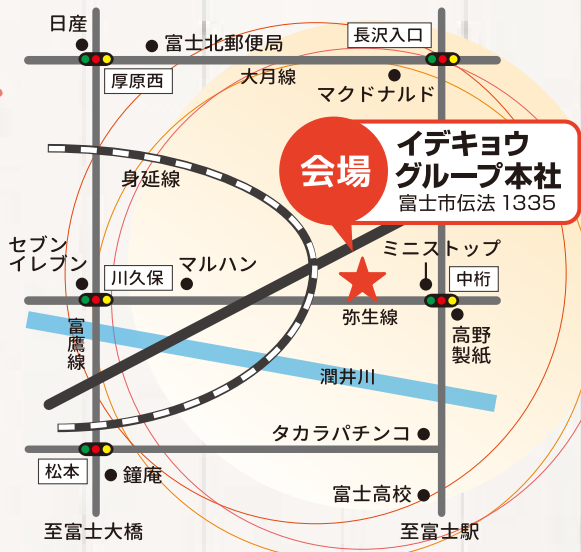 日産
富士北郵便局
長沢入口
厚原西
大月線
マクドナルド
会場
イデキョウ
グループ本社
富士市伝法 1335
身延線
セブン
イレブン
川久保
マルハン
ミニストップ
中桁
弥生線
富鷹線
高野
製紙
潤井川
タカラパチンコ
松本
鐘庵
富士高校
至富士大橋
至富士駅